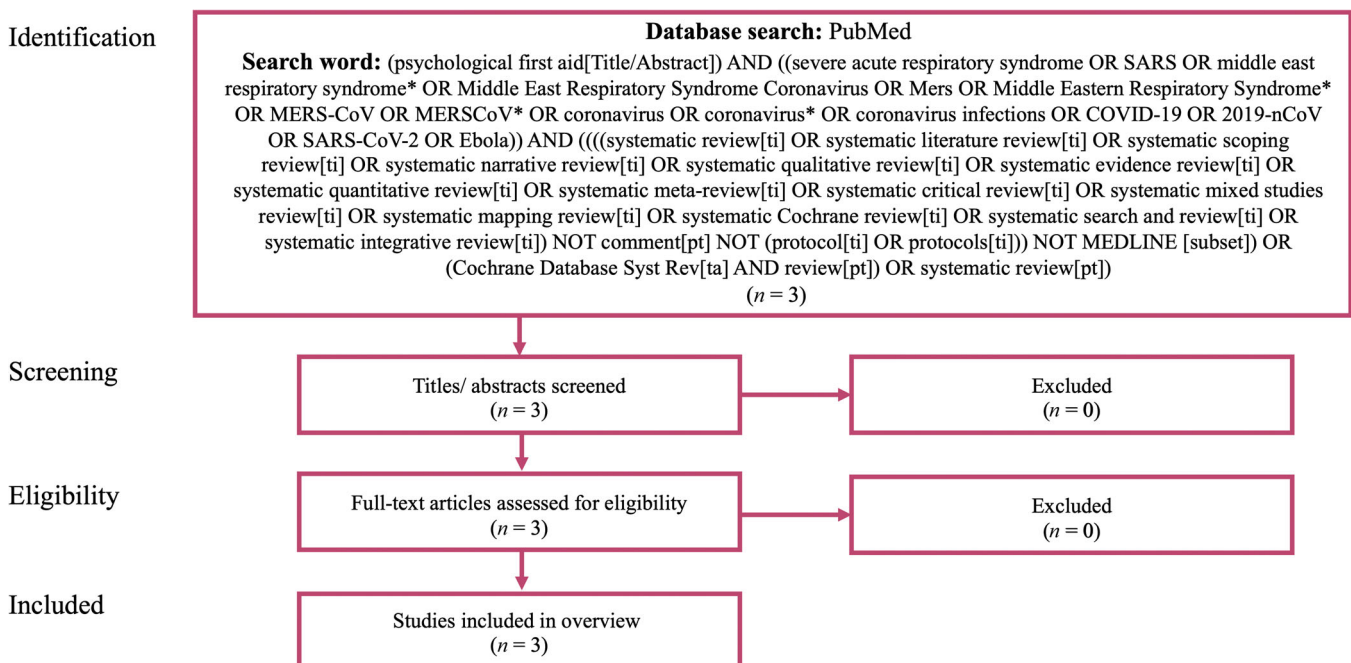 Identification
Database search: PubMed
Search word: (psychological first aid[Title/Abstract]) AND ((severe acute respiratory syndrome OR SARS OR middle east
respiratory syndrome* OR Middle East Respiratory Syndrome Coronavirus OR Mers OR Middle Eastern Respiratory Syndrome*
OR MERS-CoV OR MERSCoV* OR coronavirus OR coronavirus* OR coronavirus infections OR COVID-19 OR 2019-nCoV
OR SARS-CoV-2 OR Ebola)) AND ((((systematic review[ti] OR systematic literature review[ti] OR systematic scoping
review[ti] OR systematic narrative review[ti] OR systematic qualitative review[ti] OR systematic evidence review[ti] OR
systematic quantitative review[ti] OR systematic meta-review[ti] OR systematic critical review[ti] OR systematic mixed studies
review[ti] OR systematic mapping review[ti] OR systematic Cochrane review[ti] OR systematic search and review[ti] OR
systematic integrative review[ti]) NOT comment[pt] NOT (protocol[ti] OR protocols[ti])) NOT MEDLINE [subset]) OR
(Cochrane Database Syst Rev[ta] AND review[pt]) OR systematic review[pt])
(n = 3)
Screening
Titles/ abstracts screened
(n = 3)
Excluded
(n = 0)
Eligibility
Full-text articles assessed for eligibility
(n = 3)
Excluded
(n = 0)
Included
Studies included in overview
(n = 3)